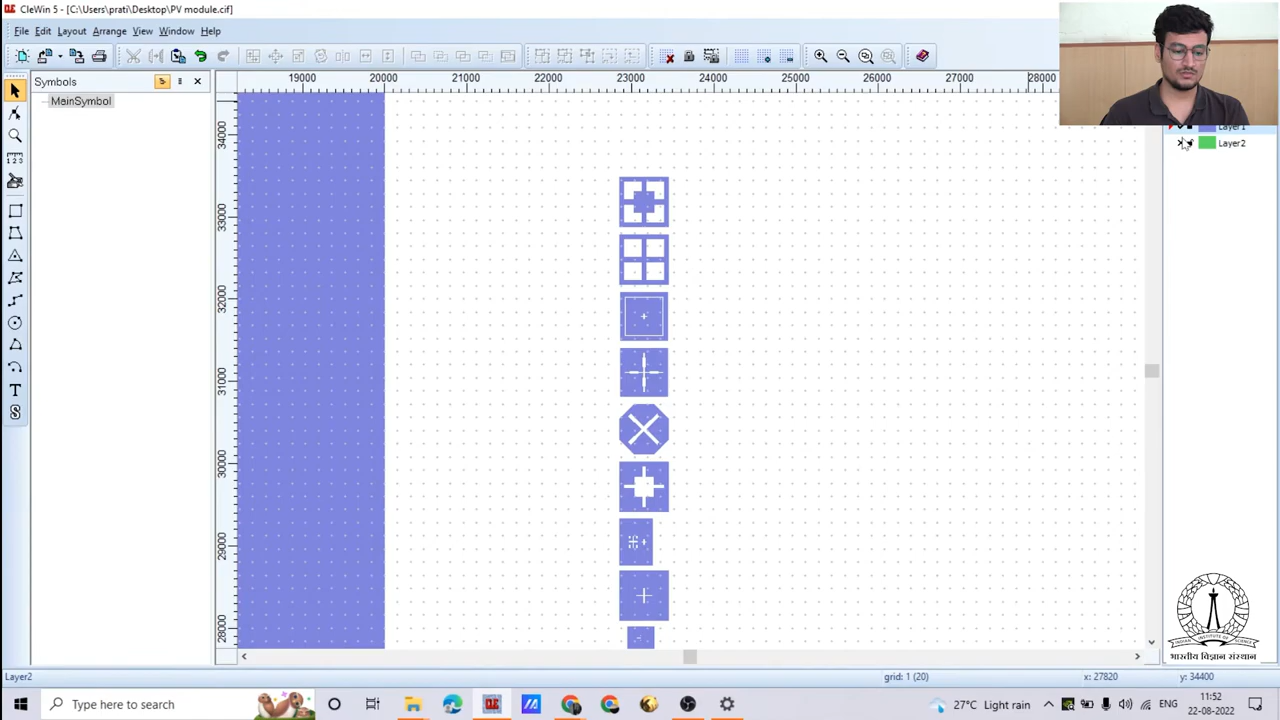 CleWin 5 - [C:\Users\prati\Desktop\PV module.cif]
File Edit Layout Arrange View Window Help
Symbols
MainSymbol
19000 20000 21000 22000 23000 24000 25000 26000 27000 28000
34000
33000
32000
31000
30000
29000
28000
Layer1
Layer2
भारतीय विज्ञान संस्थान
Layer2 grid: 1 (20) x: 27820 y: 34400
Type here to search
27°C Light rain ENG 11:52
22-08-2022